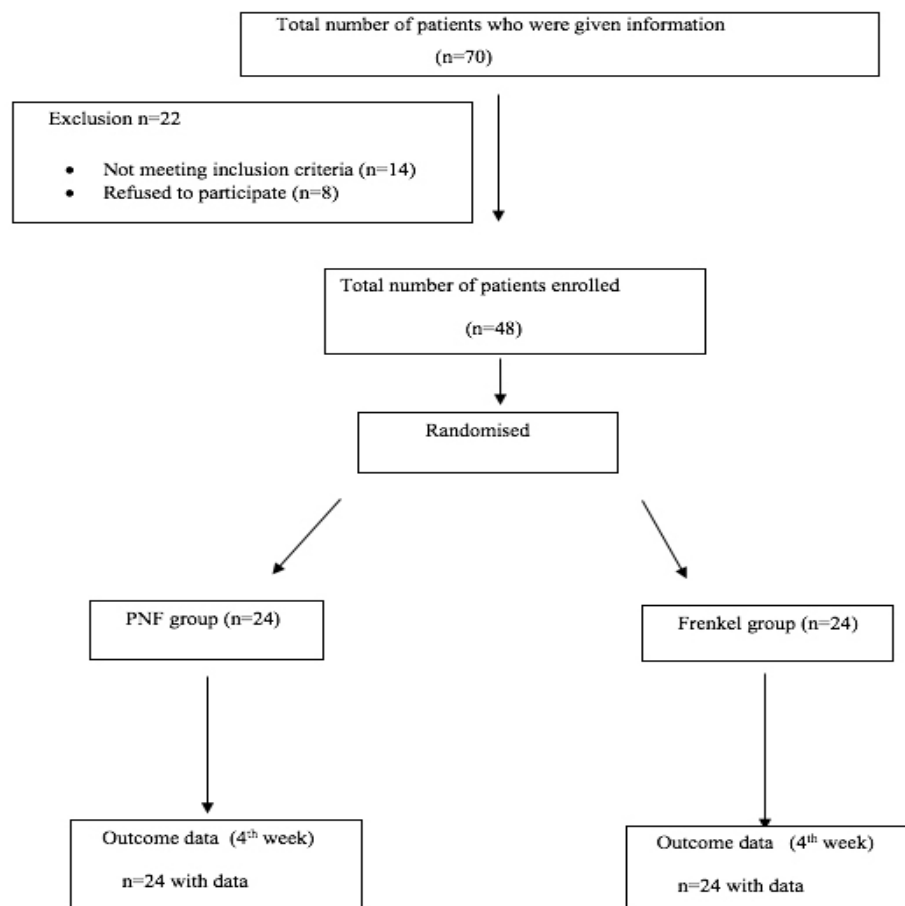 Total number of patients who were given information
(n=70)
Exclusion n=22
• Not meeting inclusion criteria (n=14)
• Refused to participate (n=8)
Total number of patients enrolled
(n=48)
Randomised
PNF group (n=24)
Frenkel group (n=24)
Outcome data (4th week)
n=24 with data
Outcome data (4th week)
n=24 with data